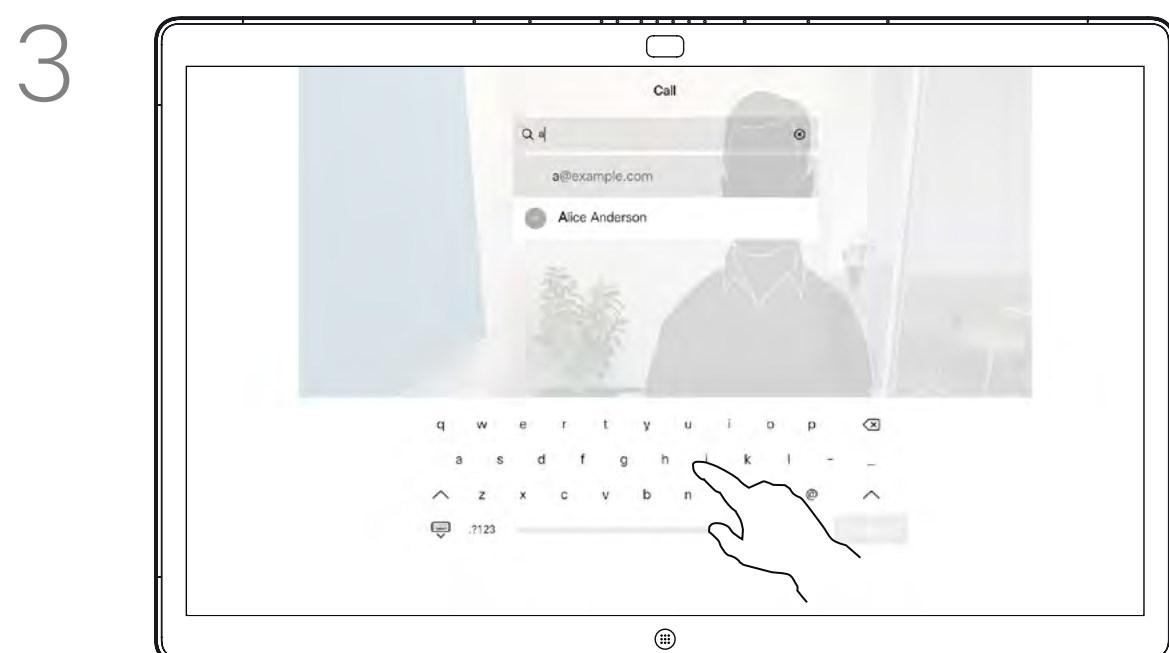 3
Call
a
a@example.com
Alice Anderson
q w e r t y u i o p
a s d f g h j k l - _
z x c v b n @
.?123